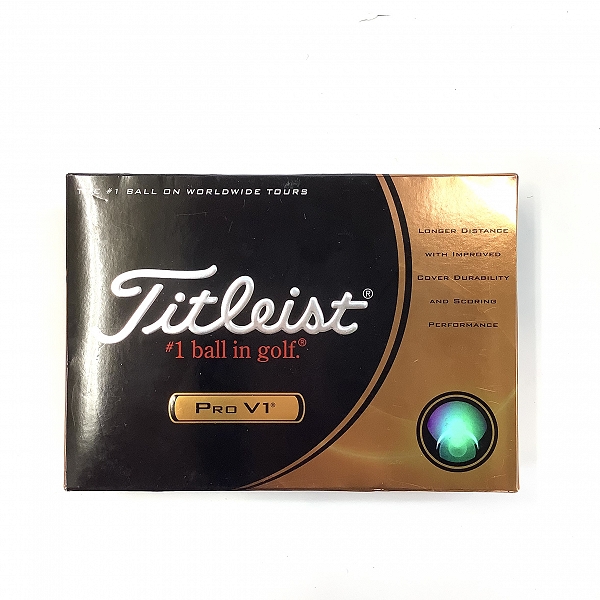 THE #1 BALL ON WORLDWIDE TOURS
Titleist®
#1 ball in golf.®
PRO V1®
LONGER DISTANCE
WITH IMPROVED
COVER DURABILITY
AND SCORING
PERFORMANCE